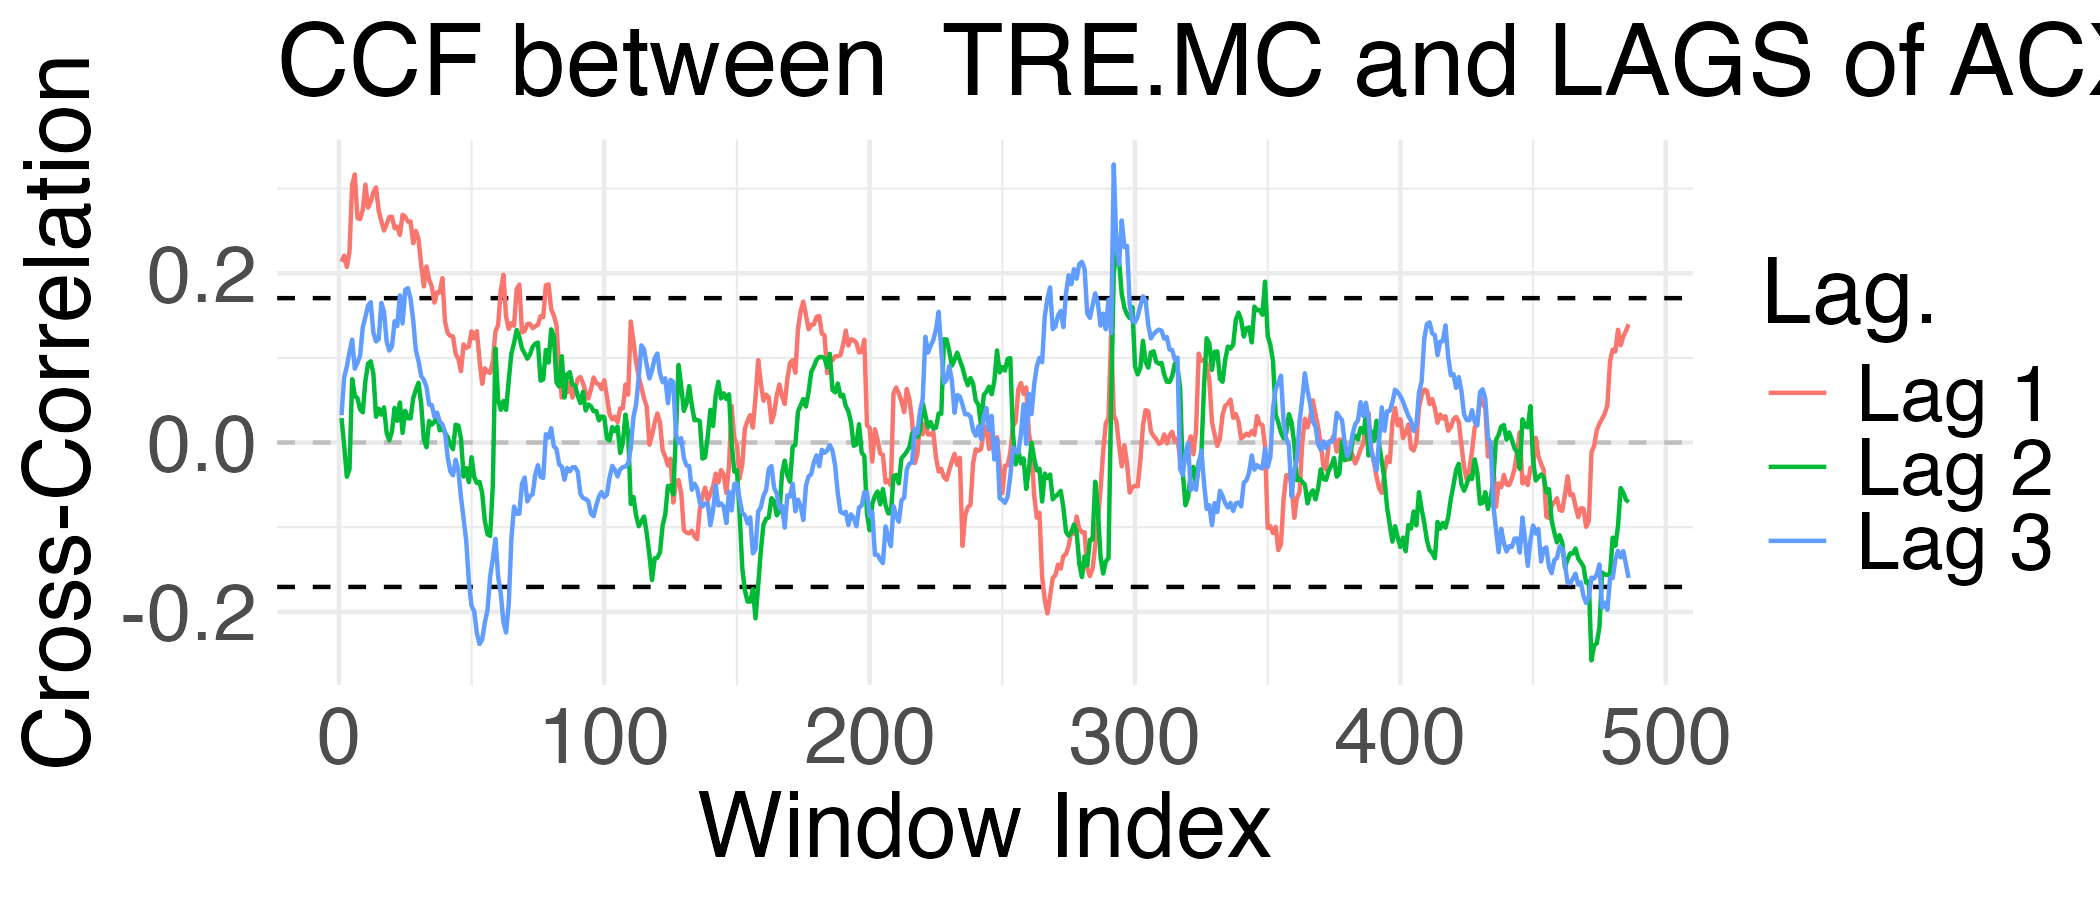 CCF between TRE.MC and LAGS of ACX
Cross-Correlation
0.2
0.0
-0.2
0
100
200
300
400
500
Window Index
Lag.
Lag 1
Lag 2
Lag 3